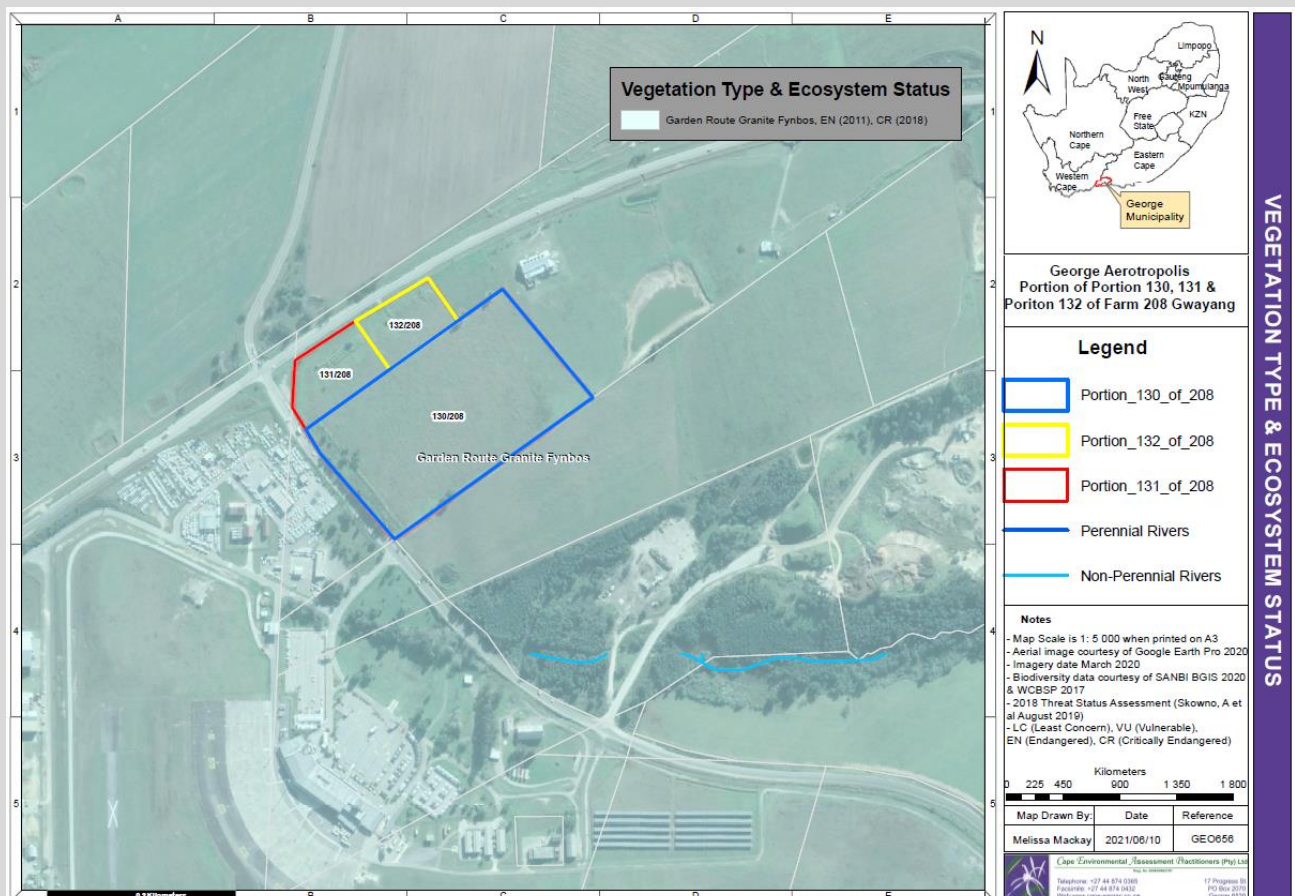 A B C D E
1 1
2 2
3 3
4 4
5 5
B C D E
Vegetation Type & Ecosystem Status
Garden Route Granite Fynbos, EN (2011), CR (2018)
132/208
131/208
130/208
Garden Route Granite Fynbos
0.2 Kilometers
N
Limpopo
North West
Gauteng
Mpumulanga
Free State
KZN
Northern Cape
Eastern Cape
Western Cape
George Municipality
George Aerotropolis
Portion of Portion 130, 131 &
Poriton 132 of Farm 208 Gwayang
Legend
Portion_130_of_208
Portion_132_of_208
Portion_131_of_208
Perennial Rivers
Non-Perennial Rivers
Notes
- Map Scale is 1: 5 000 when printed on A3
- Aerial image courtesy of Google Earth Pro 2020
- Imagery date March 2020
- Biodiversity data courtesy of SANBI BGIS 2020
& WCBSP 2017
- 2018 Threat Status Assessment (Skowno, A et
al August 2019)
- LC (Least Concern), VU (Vulnerable),
EN (Endangered), CR (Critically Endangered)
Kilometers
0 225 450 900 1 350 1 800
Map Drawn By: Date Reference
Melissa Mackay 2021/06/10 GEO656
Cape Environmental Assessment Practitioners (Pty) Ltd
Telephone: +27 44 874 0365 17 Progress St
Facsimile: +27 44 874 0432 PO Box 2070
VEGETATION TYPE & ECOSYSTEM STATUS